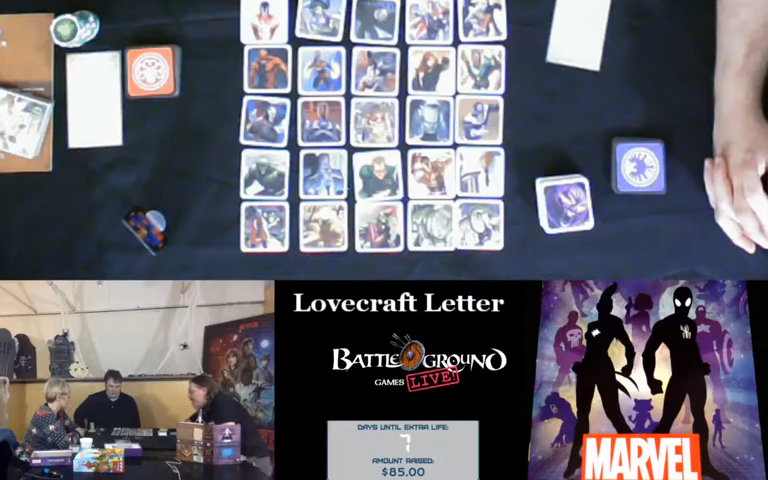 Lovecraft Letter
BATTLEGROUND
GAMES LIVE!
DAYS UNTIL EXTRA LIFE:
7
AMOUNT RAISED:
$85.00
MARVEL